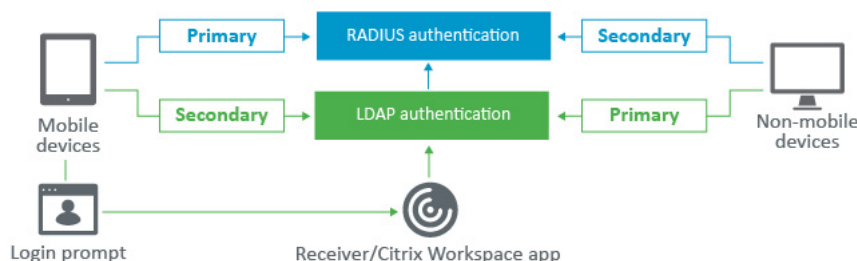 Primary
RADIUS authentication
Secondary
Secondary
LDAP authentication
Primary
Mobile
devices
Non-mobile
devices
Login prompt
Receiver/Citrix Workspace app